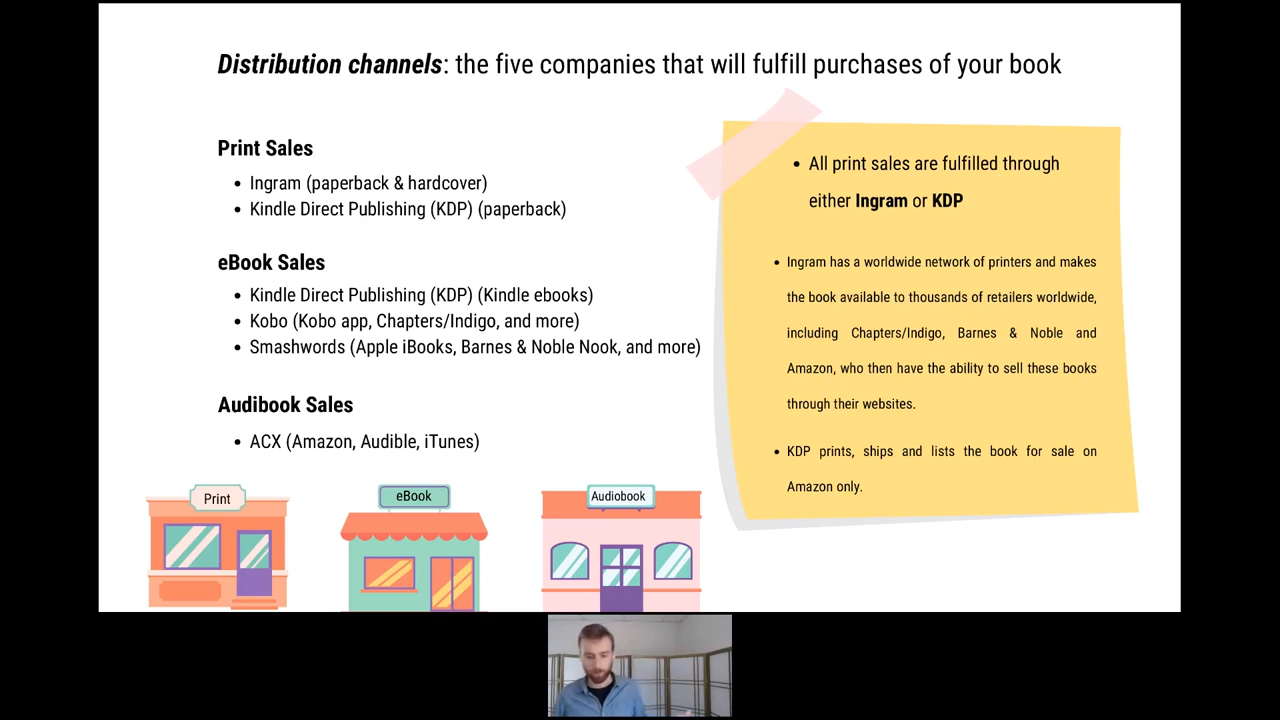 Distribution channels: the five companies that will fulfill purchases of your book
Print Sales
• Ingram (paperback & hardcover)
• Kindle Direct Publishing (KDP) (paperback)
eBook Sales
• Kindle Direct Publishing (KDP) (Kindle ebooks)
• Kobo (Kobo app, Chapters/Indigo, and more)
• Smashwords (Apple iBooks, Barnes & Noble Nook, and more)
Audibook Sales
• ACX (Amazon, Audible, iTunes)
• All print sales are fulfilled through
either Ingram or KDP
• Ingram has a worldwide network of printers and makes
the book available to thousands of retailers worldwide,
including Chapters/Indigo, Barnes & Noble and
Amazon, who then have the ability to sell these books
through their websites.
• KDP prints, ships and lists the book for sale on
Amazon only.
Print
eBook
Audiobook